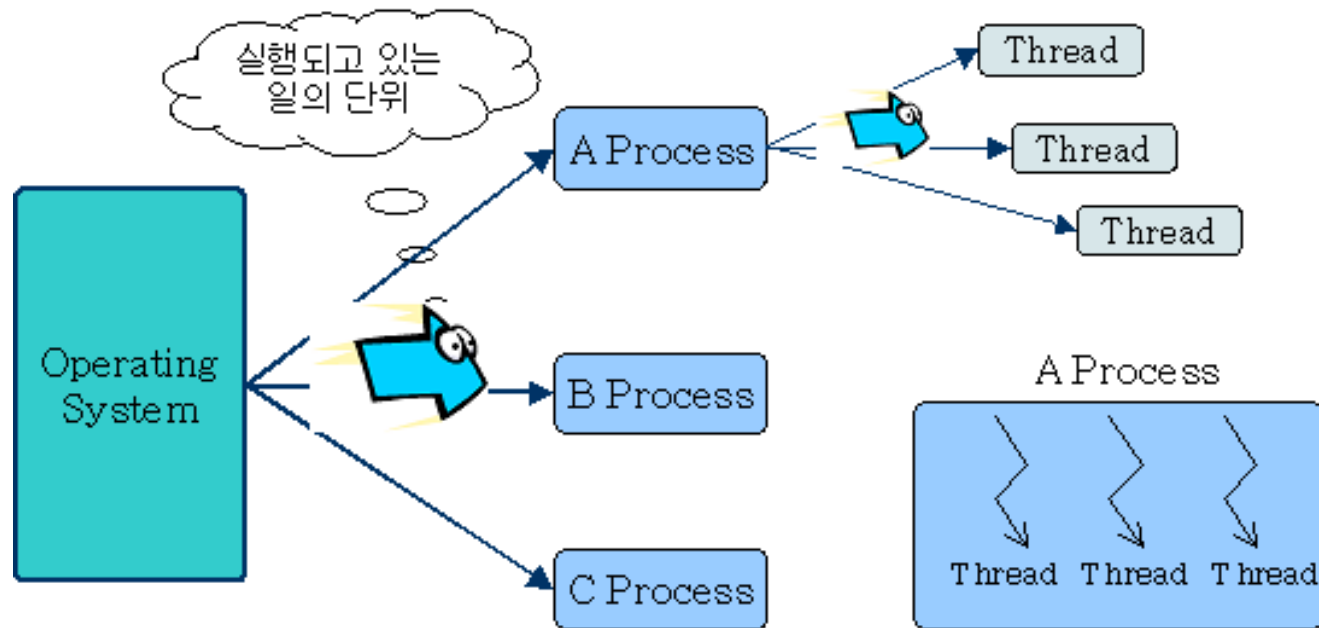 실행되고 있는
일의 단위
Thread
A Process
Thread
Thread
Operating
System
B Process
A Process
C Process
Thread Thread Thread